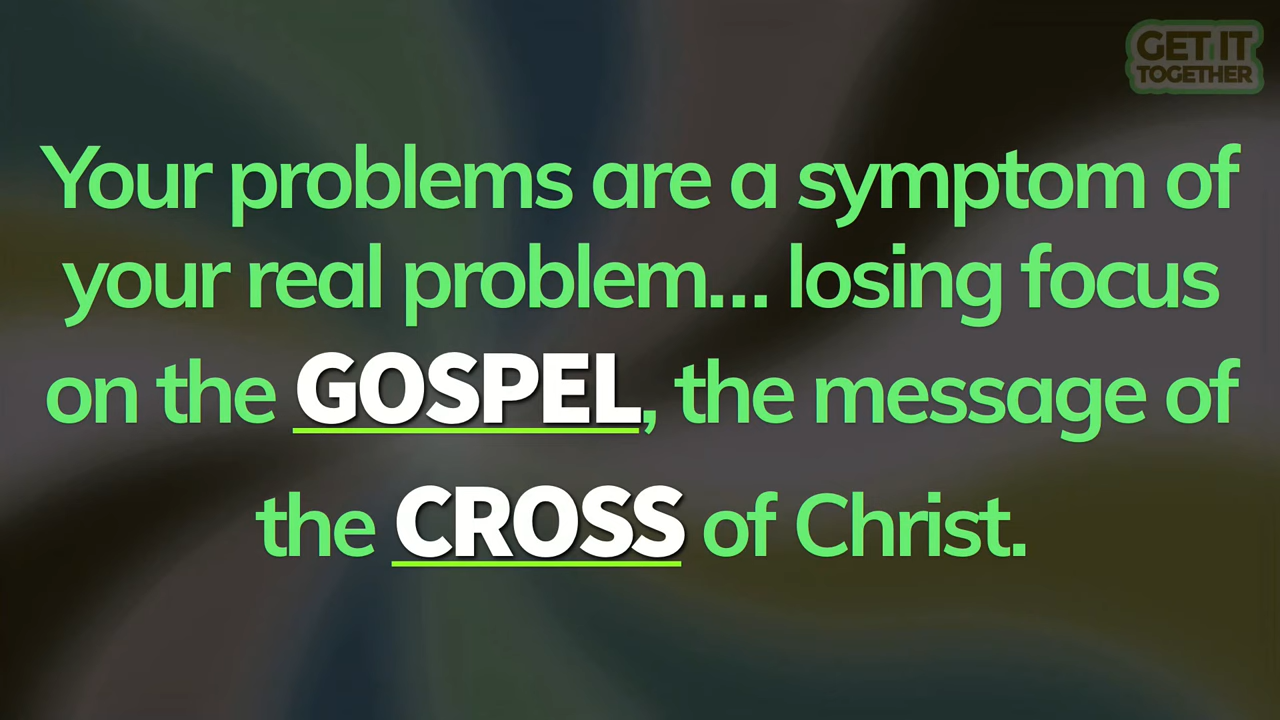 GET IT
TOGETHER
Your problems are a symptom of
your real problem... losing focus
on the GOSPEL, the message of
the CROSS of Christ.